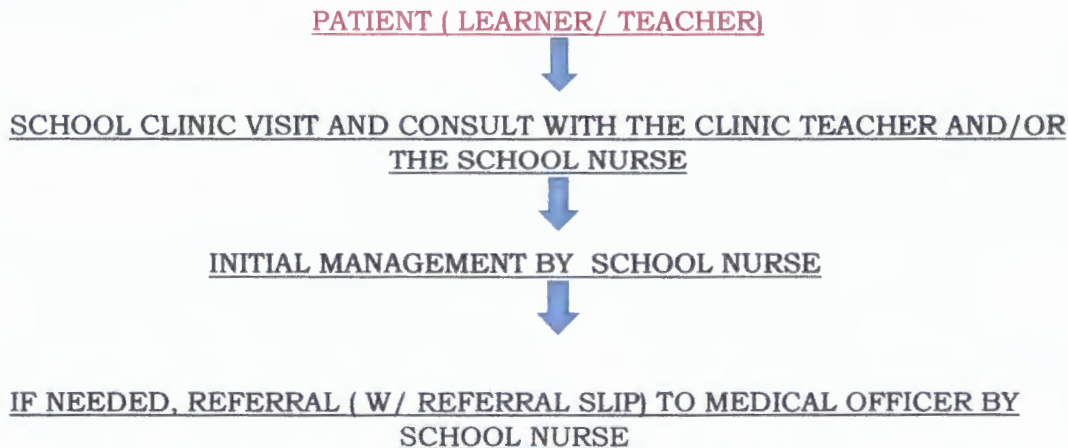 PATIENT ( LEARNER/ TEACHER)
SCHOOL CLINIC VISIT AND CONSULT WITH THE CLINIC TEACHER AND/OR
THE SCHOOL NURSE
INITIAL MANAGEMENT BY SCHOOL NURSE
IF NEEDED, REFERRAL ( W/ REFERRAL SLIP) TO MEDICAL OFFICER BY
SCHOOL NURSE